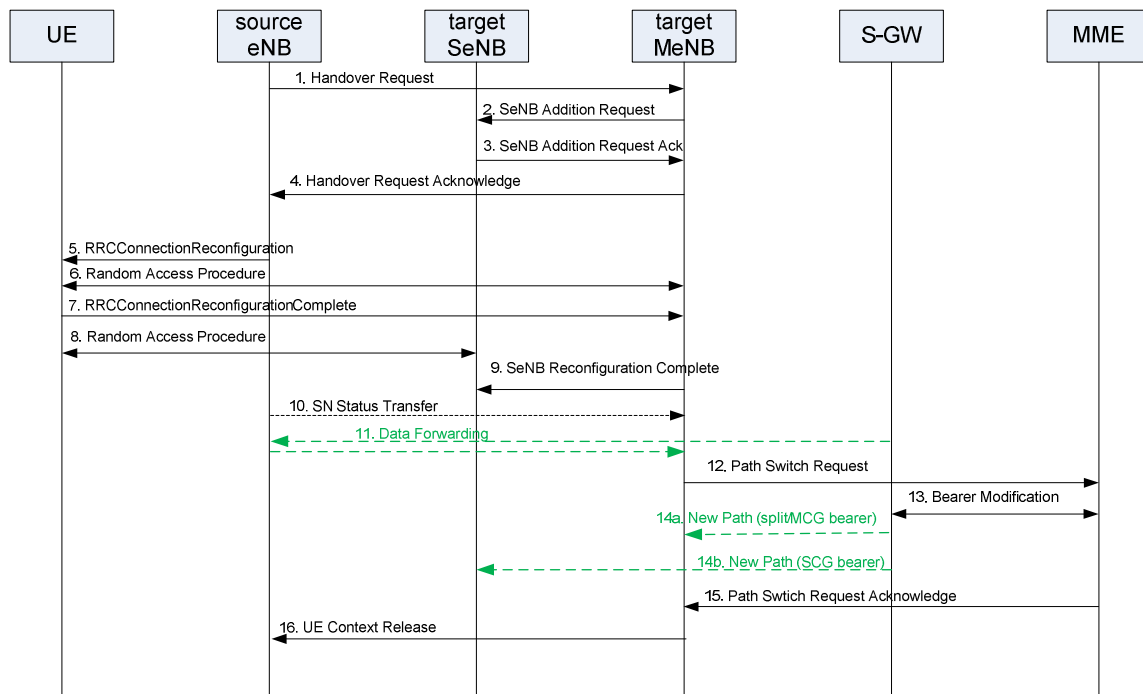 UE
source
eNB
target
SeNB
target
MeNB
S-GW
MME
1. Handover Request
2. SeNB Addition Request
3. SeNB Addition Request Ack
4. Handover Request Acknowledge
5. RRCConnectionReconfiguration
6. Random Access Procedure
7. RRCConnectionReconfigurationComplete
8. Random Access Procedure
9. SeNB Reconfiguration Complete
10. SN Status Transfer
11. Data Forwarding
12. Path Switch Request
13. Bearer Modification
14a. New Path (split/MCG bearer)
14b. New Path (SCG bearer)
15. Path Swtich Request Acknowledge
16. UE Context Release